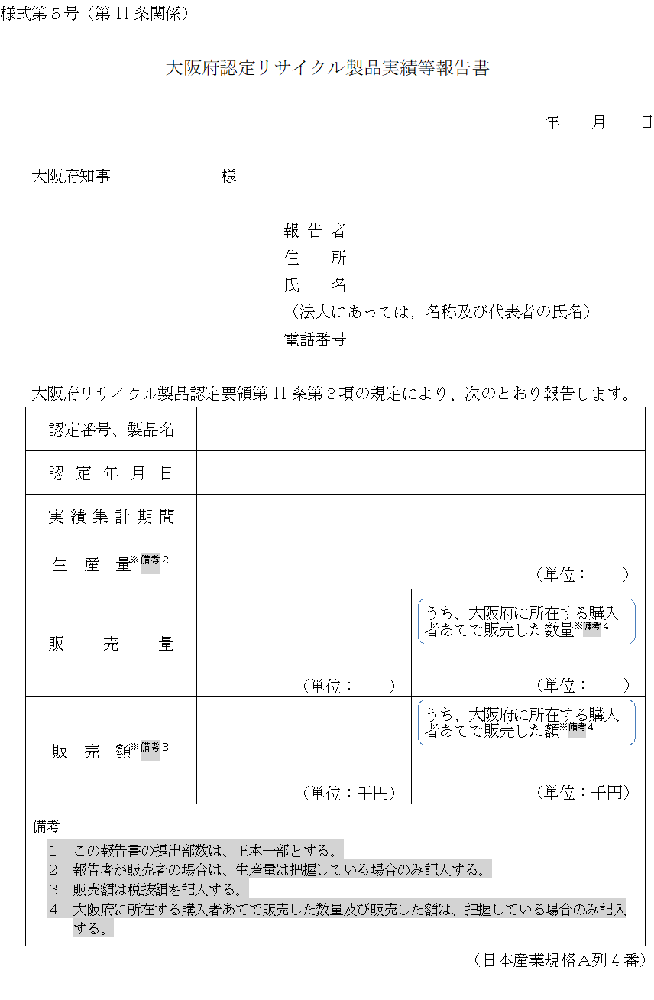 様式第５号（第 11 条関係）
大阪府認定リサイクル製品実績等報告書
年　　月　　日
大阪府知事　　　　　　　様
報 告 者
住　　所
氏　　名
（法人にあっては，名称及び代表者の氏名）
電話番号
大阪府リサイクル製品認定要領第 11 条第３項の規定により、次のとおり報告します。
認定番号、製品名
認 定 年 月 日
実 績 集 計 期 間
生　産　量※備考２
（単位：　　）
販　　売　　量
（単位：　　）
うち、大阪府に所在する購入
者あてで販売した数量※備考４
（単位：　　）
販　売　額※備考３
（単位：千円）
うち、大阪府に所在する購入
者あてで販売した額※備考４
（単位：千円）
備考
１　この報告書の提出部数は、正本一部とする。
２　報告者が販売者の場合は、生産量は把握している場合のみ記入する。
３　販売額は税抜額を記入する。
４　大阪府に所在する購入者あてで販売した数量及び販売した額は、把握している場合のみ記入
する。
（日本産業規格Ａ列４番）